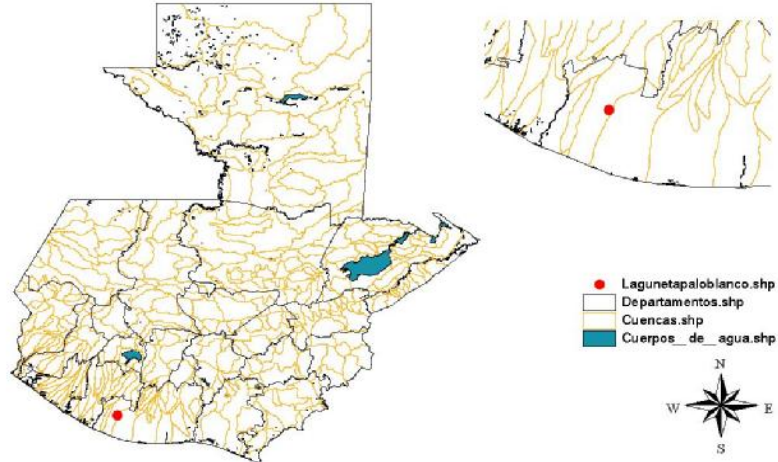 Lagunetapaloblanco.shp
Departamentos.shp
Cuencas.shp
Cuerpos_de_agua.shp
N
W E
S